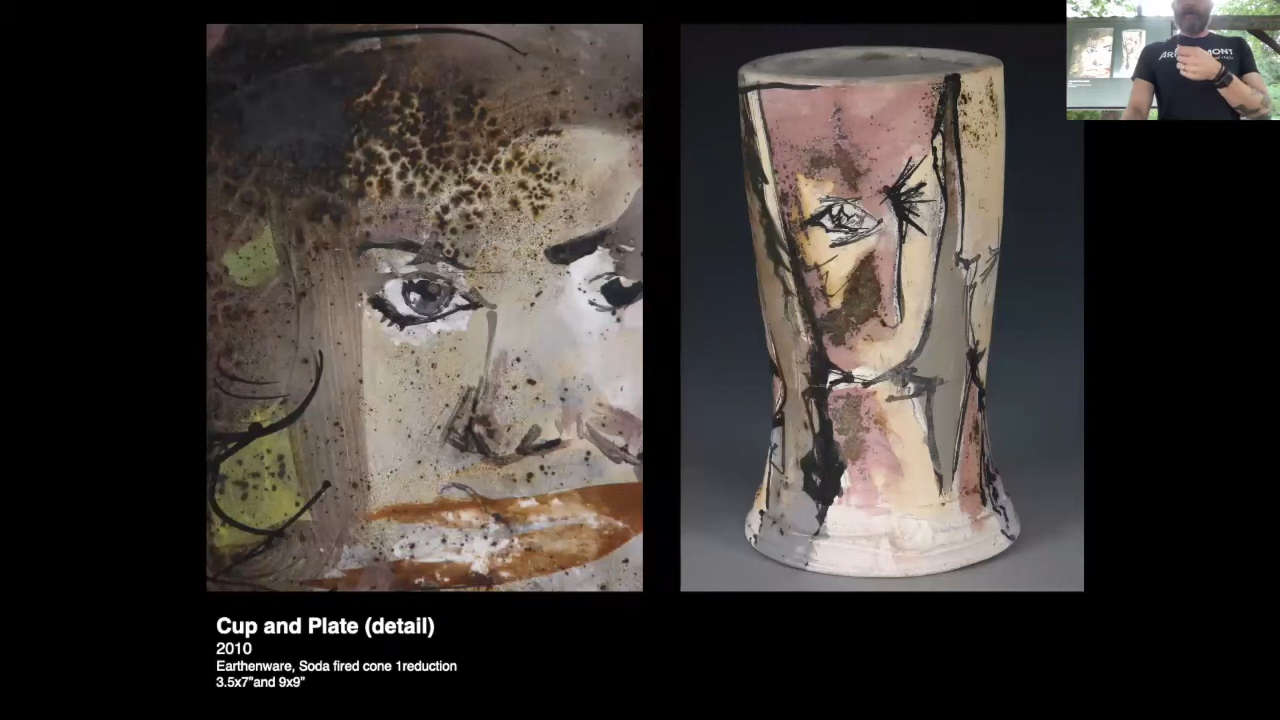 Cup and Plate (detail)
2010
Earthenware, Soda fired cone 1reduction
3.5x7”and 9x9”